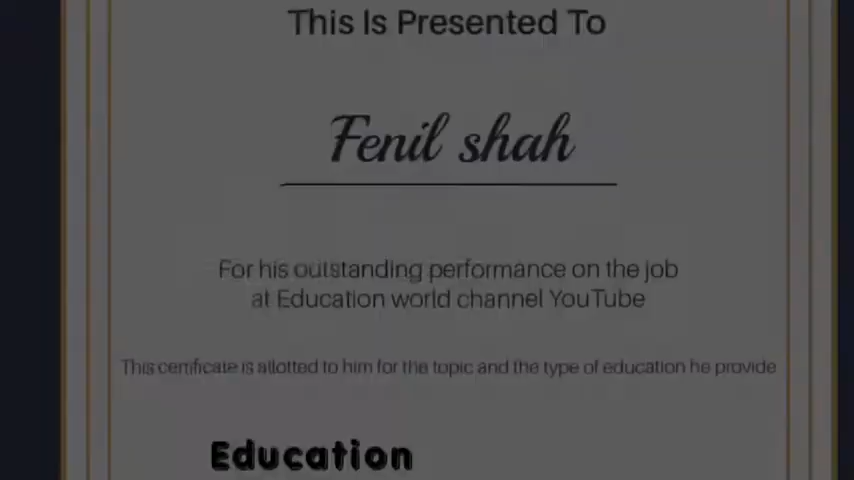 This Is Presented To
Fenil shah
For his outstanding performance on the job
at Education world channel YouTube
This certificate is allotted to him for the topic and the type of education he provide
Education